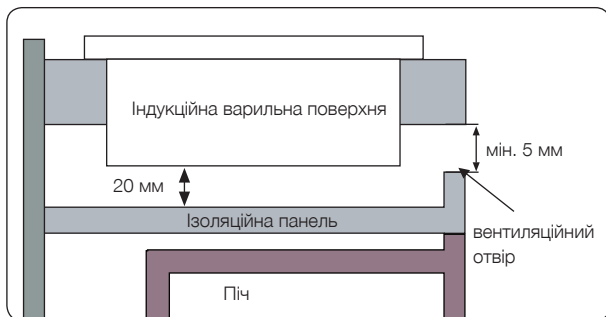 Індукційна варильна поверхня
мін. 5 мм
20 мм
Ізоляційна панель
вентиляційний
отвір
Піч